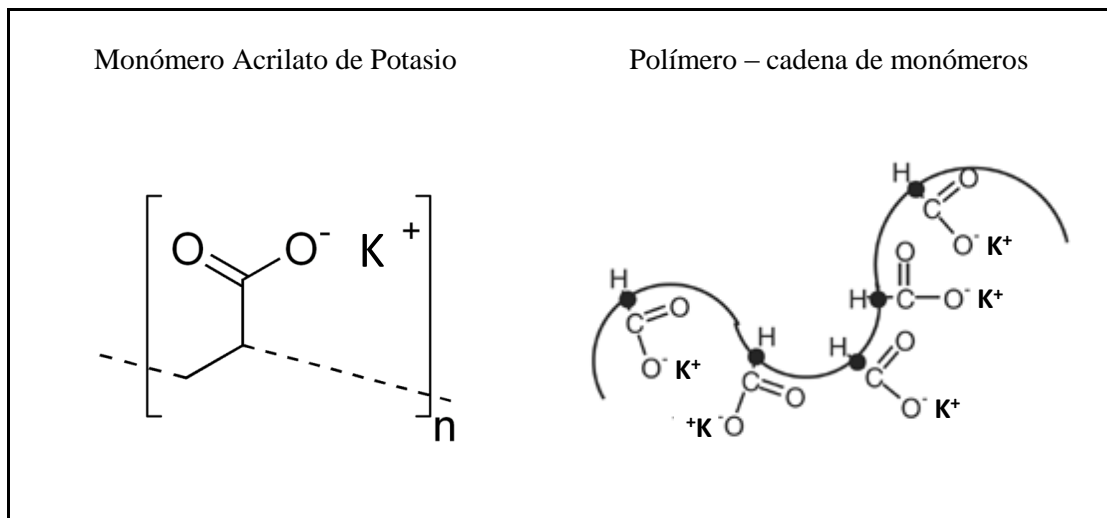 Monómero Acrilato de Potasio
Polímero – cadena de monómeros
O O- K +
n
H
C O
O- K+
H
C O
+K -O
H
C O
O- K+
H C O- K+
O
H
C O
O- K+